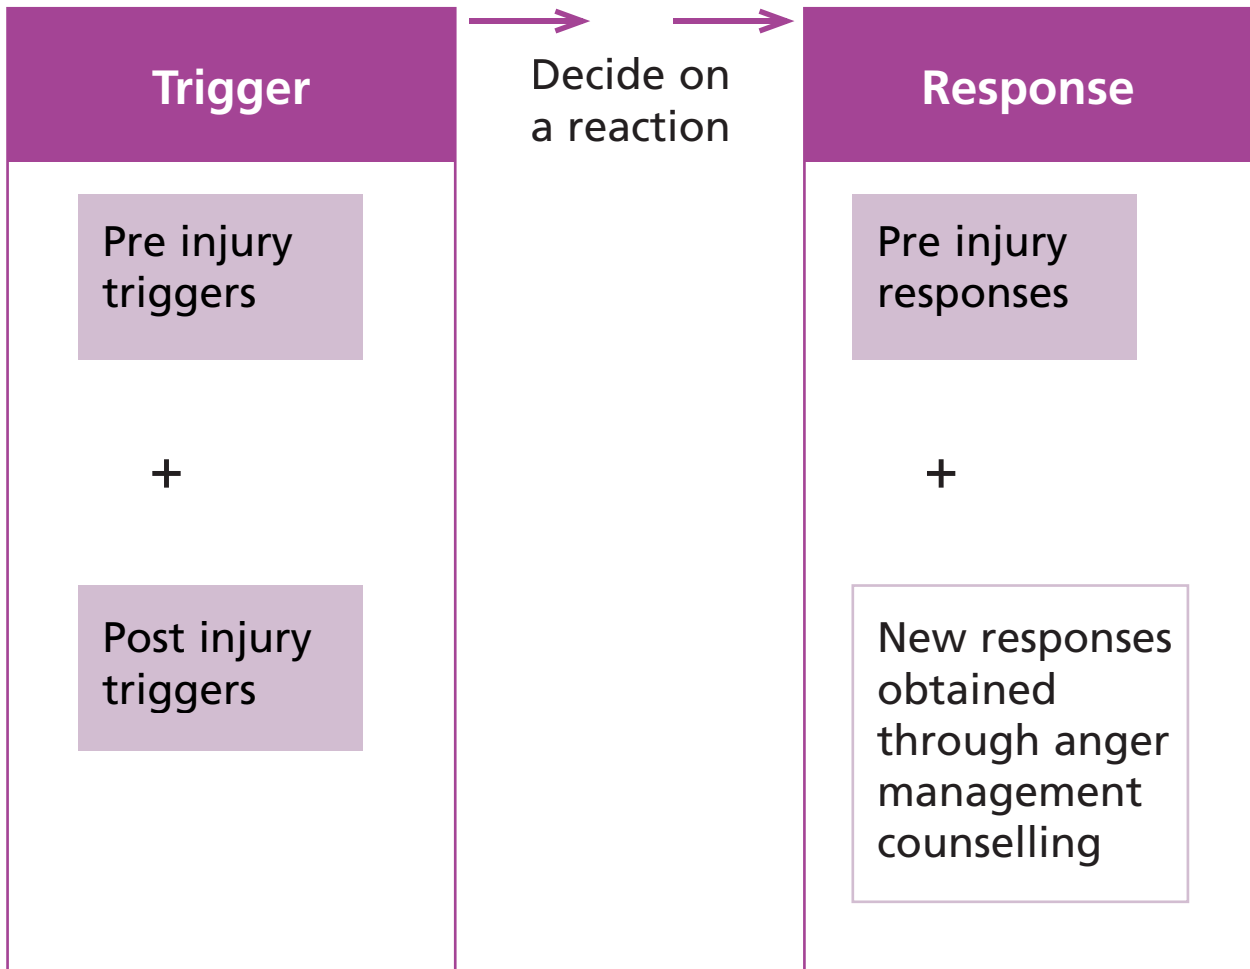 Trigger
Decide on
a reaction
Response
Pre injury
triggers
+
Post injury
triggers
Pre injury
responses
+
New responses
obtained
through anger
management
counselling